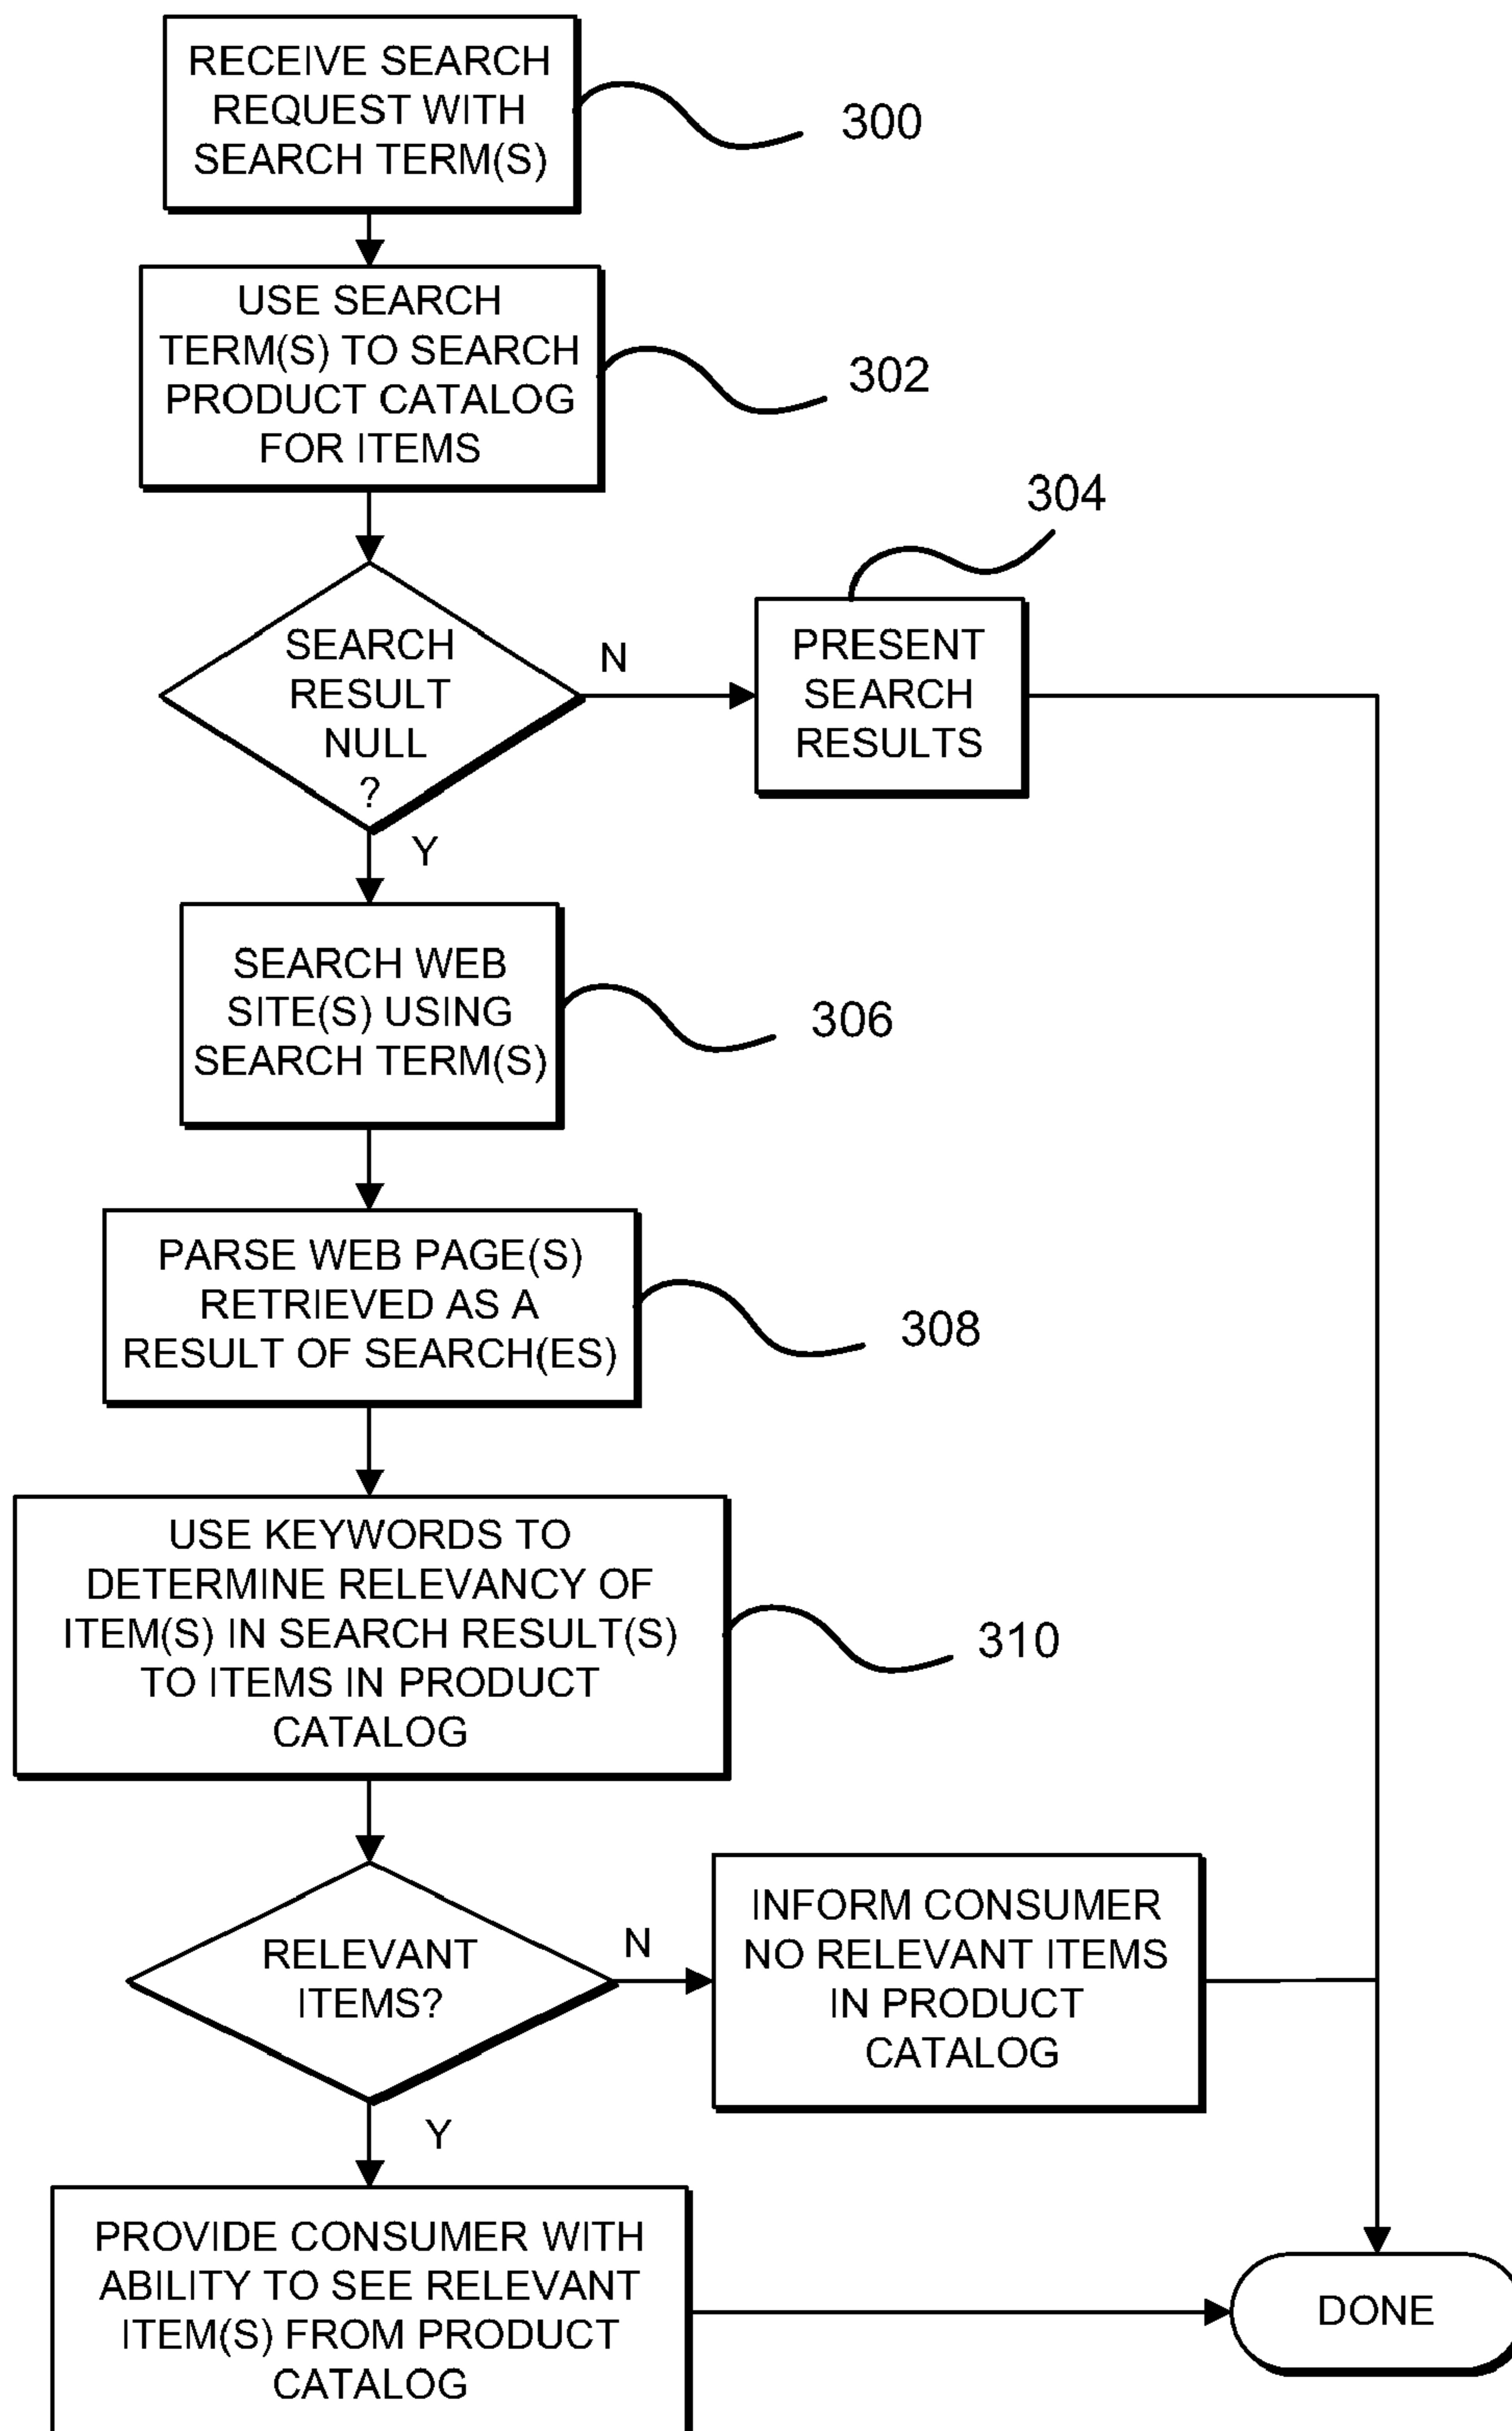 RECEIVE SEARCH
REQUEST WITH
SEARCH TERM(S)
300
USE SEARCH
TERM(S) TO SEARCH
PRODUCT CATALOG
FOR ITEMS
302
304
SEARCH
RESULT
NULL
?
N
PRESENT
SEARCH
RESULTS
Y
SEARCH WEB
SITE(S) USING
SEARCH TERM(S)
306
PARSE WEB PAGE(S)
RETRIEVED AS A
RESULT OF SEARCH(ES)
308
USE KEYWORDS TO
DETERMINE RELEVANCY OF
ITEM(S) IN SEARCH RESULT(S)
TO ITEMS IN PRODUCT
CATALOG
310
RELEVANT
ITEMS?
N
INFORM CONSUMER
NO RELEVANT ITEMS
IN PRODUCT
CATALOG
Y
PROVIDE CONSUMER WITH
ABILITY TO SEE RELEVANT
ITEM(S) FROM PRODUCT
CATALOG
DONE